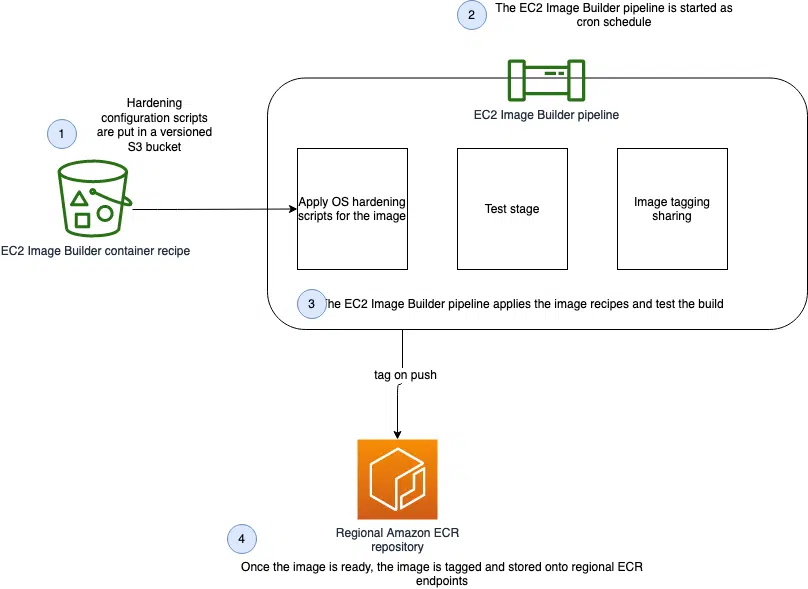 2
The EC2 Image Builder pipeline is started as
cron schedule
EC2 Image Builder pipeline
1
Hardening
configuration scripts
are put in a versioned
S3 bucket
EC2 Image Builder container recipe
Apply OS hardening
scripts for the image
Test stage
Image tagging
sharing
3
The EC2 Image Builder pipeline applies the image recipes and test the build
tag on push
Regional Amazon ECR
repository
4
Once the image is ready, the image is tagged and stored onto regional ECR
endpoints